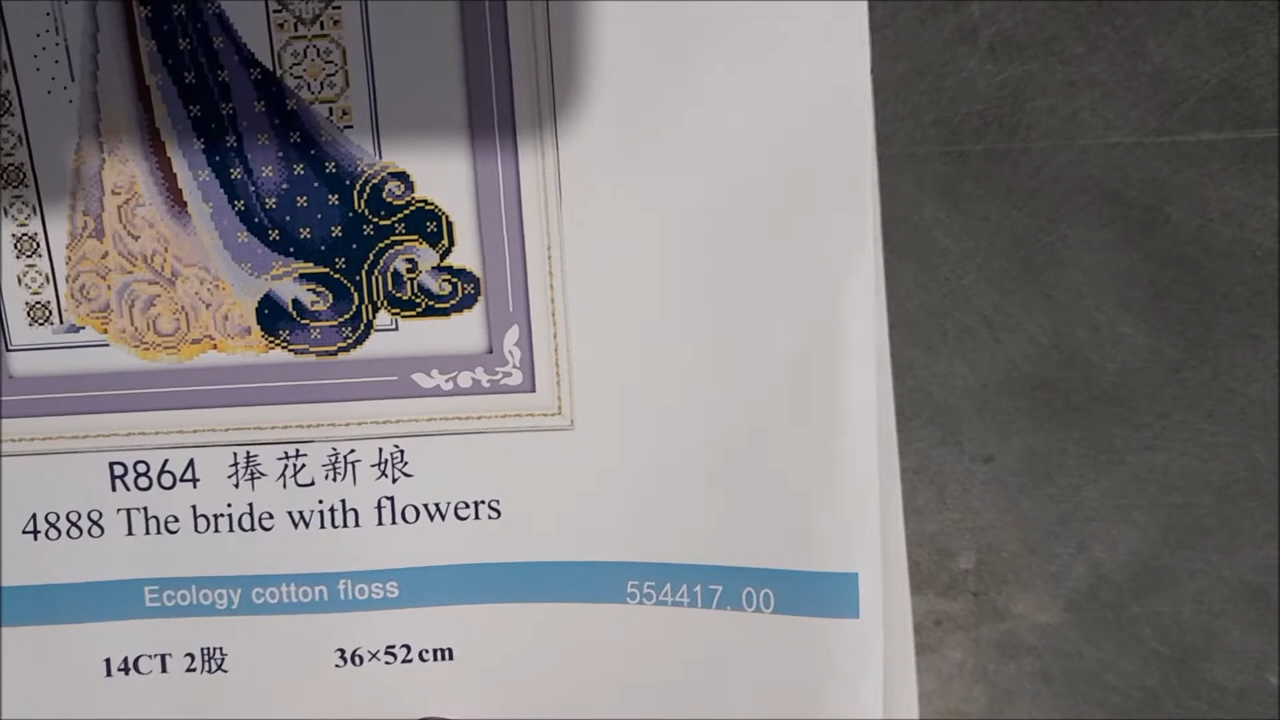 R864 捧花新娘
4888 The bride with flowers
Ecology cotton floss 554417.00
14CT 2股 36×52cm